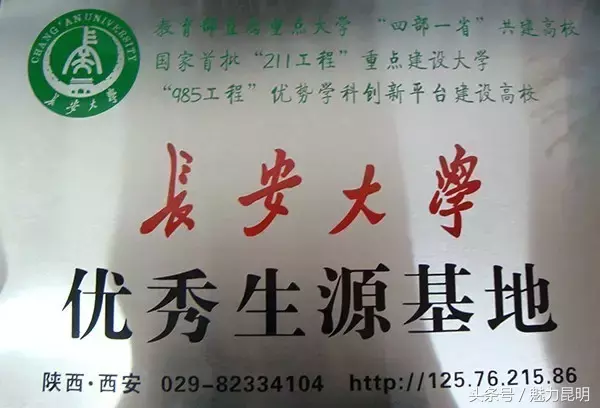 CHANG'AN UNIVERSITY
长安大学
教育部直属重点大学 “四部一省”共建高校
国家首批“211工程”重点建设大学
“985工程”优势学科创新平台建设高校
長安大學
优秀生源基地
陕西·西安 029-82334104 http://125.76.215.86
头条号/魅力昆明